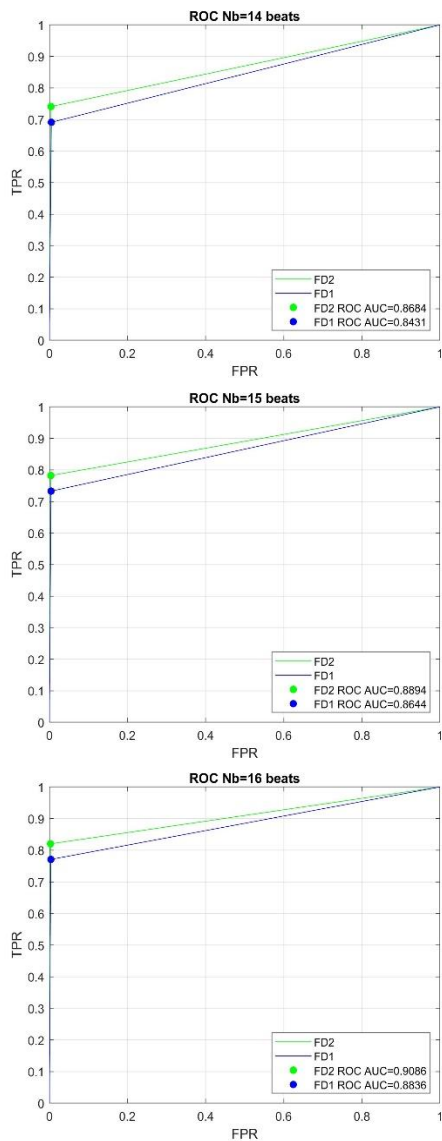 ROC Nb=14 beats
1
0.9
0.8
0.7
0.6
0.5
0.4
0.3
0.2
0.1
0
TPR
FD2
FD1
FD2 ROC AUC=0.8684
FD1 ROC AUC=0.8431
0 0.2 0.4 0.6 0.8 1
FPR
ROC Nb=15 beats
1
0.9
0.8
0.7
0.6
0.5
0.4
0.3
0.2
0.1
0
TPR
FD2
FD1
FD2 ROC AUC=0.8894
FD1 ROC AUC=0.8644
0 0.2 0.4 0.6 0.8 1
FPR
ROC Nb=16 beats
1
0.9
0.8
0.7
0.6
0.5
0.4
0.3
0.2
0.1
0
TPR
FD2
FD1
FD2 ROC AUC=0.9086
FD1 ROC AUC=0.8836
0 0.2 0.4 0.6 0.8 1
FPR